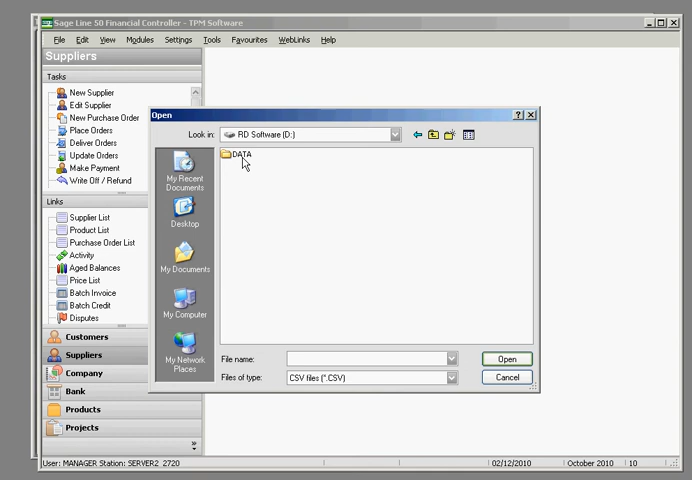 Sage Line 50 Financial Controller - TPM Software
File Edit View Modules Settings Tools Favourites WebLinks Help
Suppliers
Tasks
New Supplier
Edit Supplier
New Purchase Order
Place Orders
Deliver Orders
Update Orders
Make Payment
Write Off / Refund
Links
Supplier List
Product List
Purchase Order List
Activity
Aged Balances
Price List
Batch Invoice
Batch Credit
Disputes
Customers
Suppliers
Company
Bank
Products
Projects
Open
Look in: RD Software (D:)
DATA
My Recent
Documents
Desktop
My Documents
My Computer
My Network
Places
File name:
Open
Files of type: CSV files (*.CSV)
Cancel
User: MANAGER Station: SERVER2_2720 02/12/2010 October 2010 10